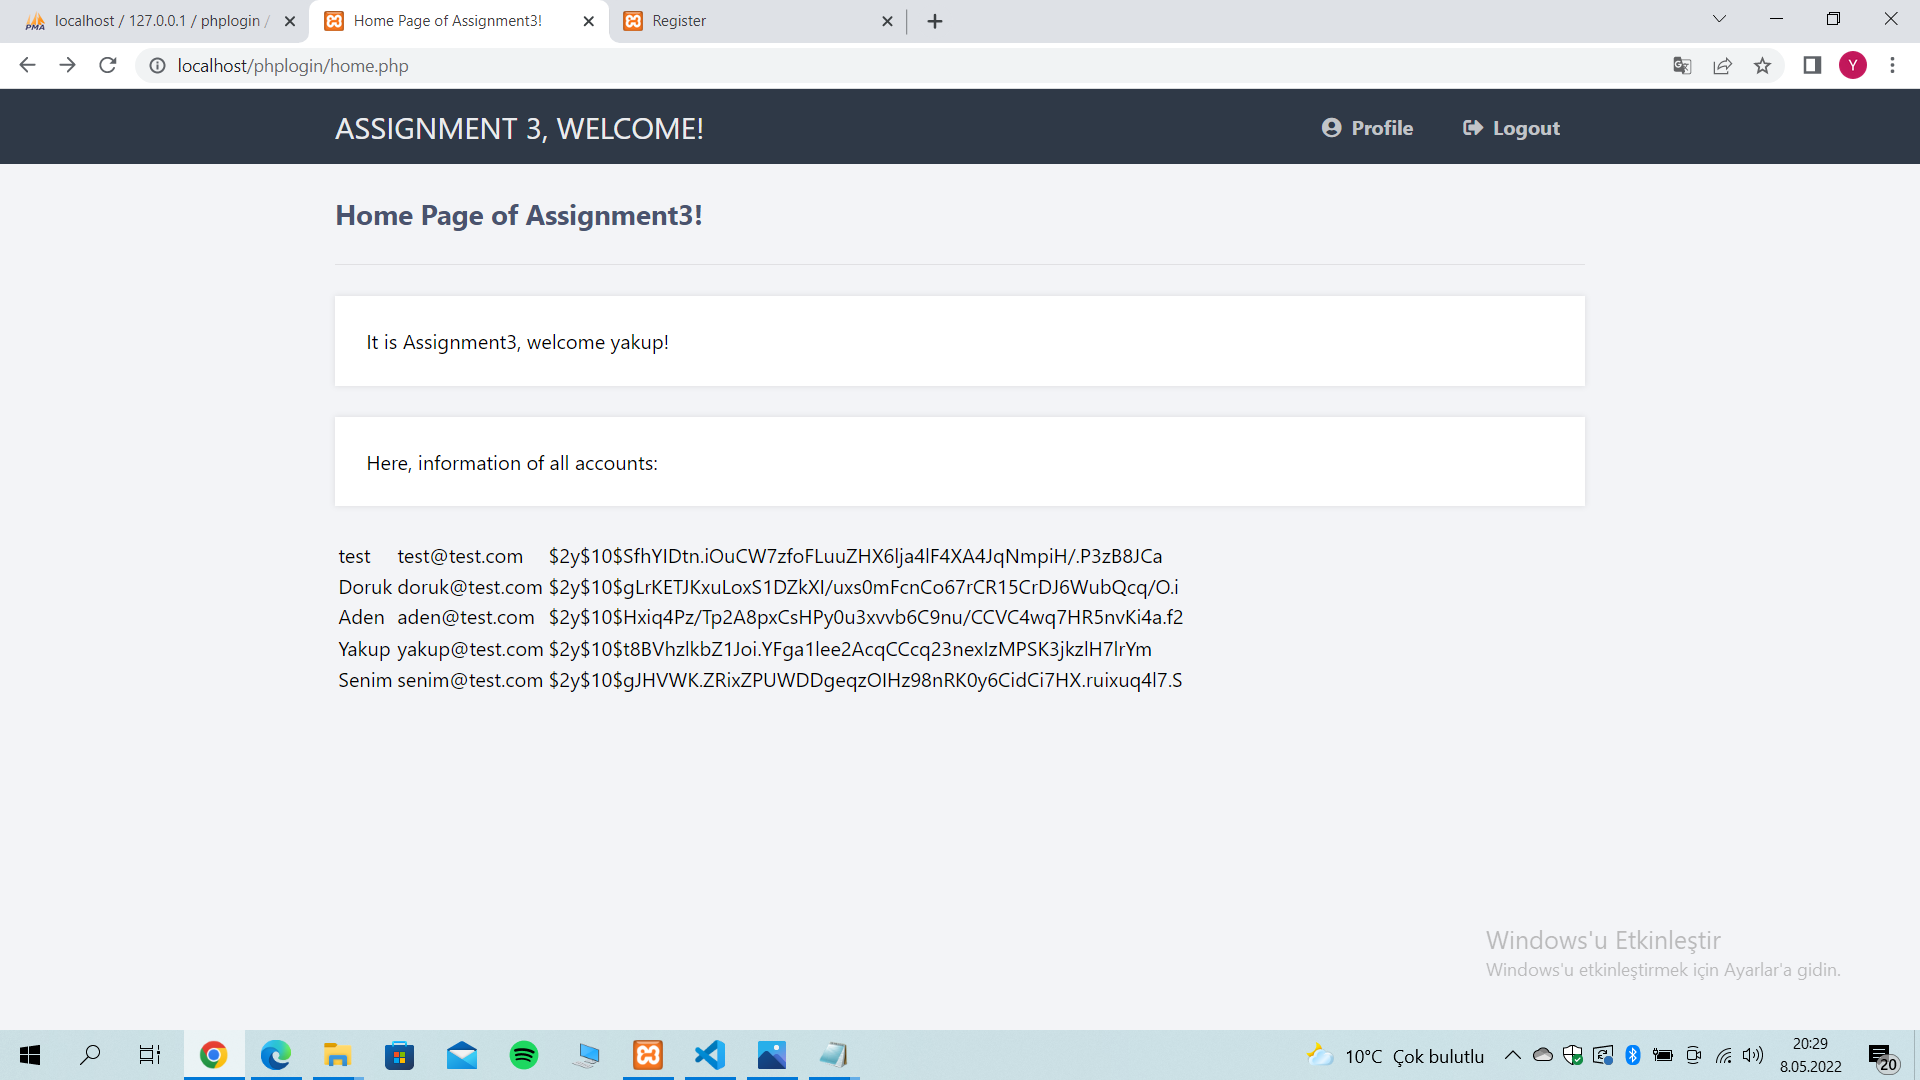 localhost / 127.0.0.1 / phplogin /
Home Page of Assignment3!
Register
localhost/phplogin/home.php
Y
ASSIGNMENT 3, WELCOME!
Profile
Logout
Home Page of Assignment3!
It is Assignment3, welcome yakup!
Here, information of all accounts:
test test@test.com $2y$10$SfhYIDtn.iOuCW7zfoFLuuZHX6lja4lF4XA4JqNmpiH/.P3zB8JCa
Doruk doruk@test.com $2y$10$gLrKETJKxuLoxS1DZkXI/uxs0mFcnCo67rCR15CrDJ6WubQcq/O.i
Aden aden@test.com $2y$10$Hxiq4Pz/Tp2A8pxCsHPy0u3xvvb6C9nu/CCVC4wq7HR5nvKi4a.f2
Yakup yakup@test.com $2y$10$t8BVhzlkbZ1Joi.YFga1lee2AcqCCcq23nexIzMPSK3jkzlH7lrYm
Senim senim@test.com $2y$10$gJHVWK.ZRixZPUWDDgeqzOIHz98nRK0y6CidCi7HX.ruixuq4l7.S
Windows'u Etkinleştir
Windows'u etkinleştirmek için Ayarlar'a gidin.
10°C Çok bulutlu
20:29
8.05.2022
20